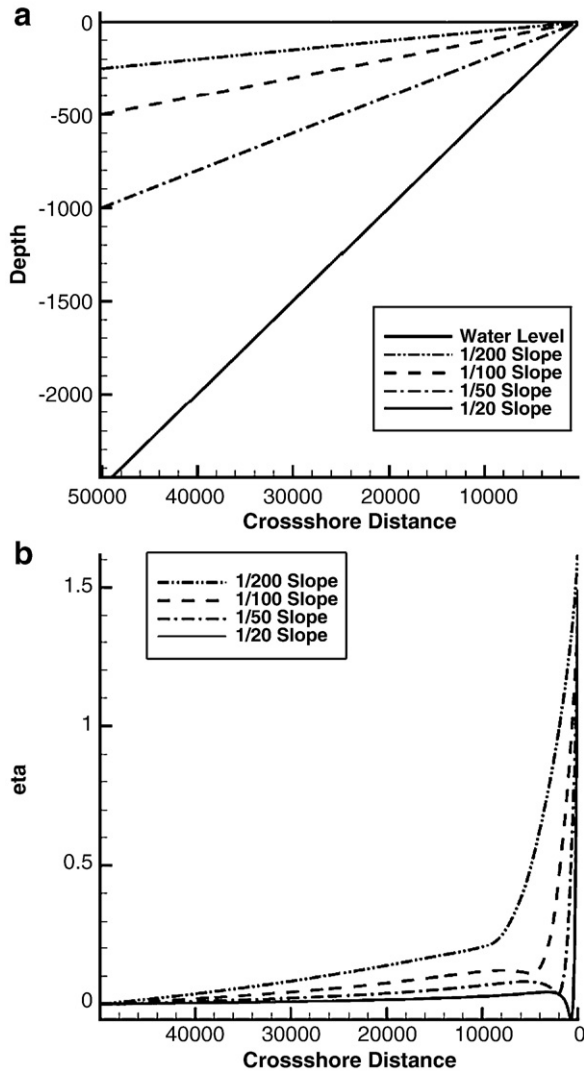 a
0
-500
-1000
-1500
-2000
Depth
Water Level
1/200 Slope
1/100 Slope
1/50 Slope
1/20 Slope
50000 40000 30000 20000 10000
Crossshore Distance
b
1.5
1
0.5
0
eta
1/200 Slope
1/100 Slope
1/50 Slope
1/20 Slope
40000 30000 20000 10000 0
Crossshore Distance